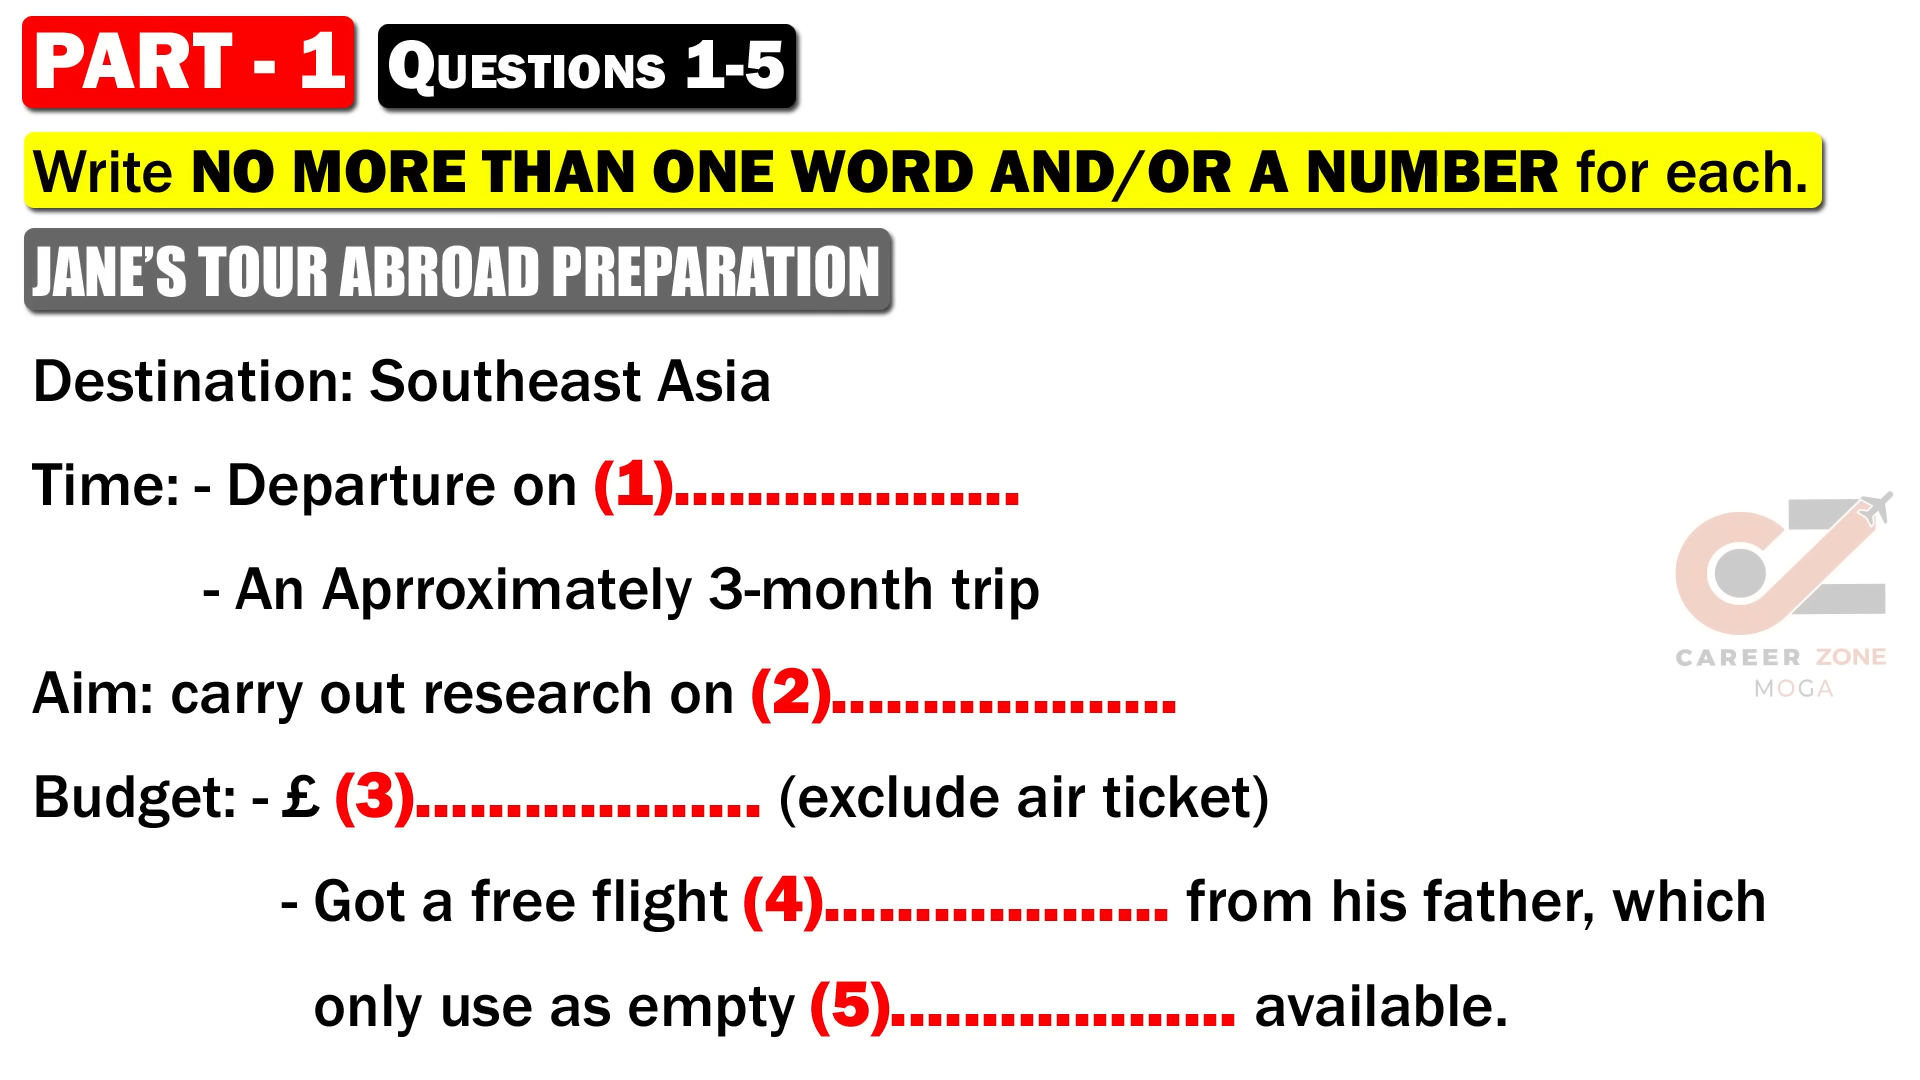 PART - 1 QUESTIONS 1-5
Write NO MORE THAN ONE WORD AND/OR A NUMBER for each.
JANE'S TOUR ABROAD PREPARATION
Destination: Southeast Asia
Time: - Departure on (1)...................
- An Aprroximately 3-month trip
Aim: carry out research on (2)...................
Budget: - £ (3)................... (exclude air ticket)
- Got a free flight (4)................... from his father, which
only use as empty (5)................... available.
CAREER ZONE
MOGA